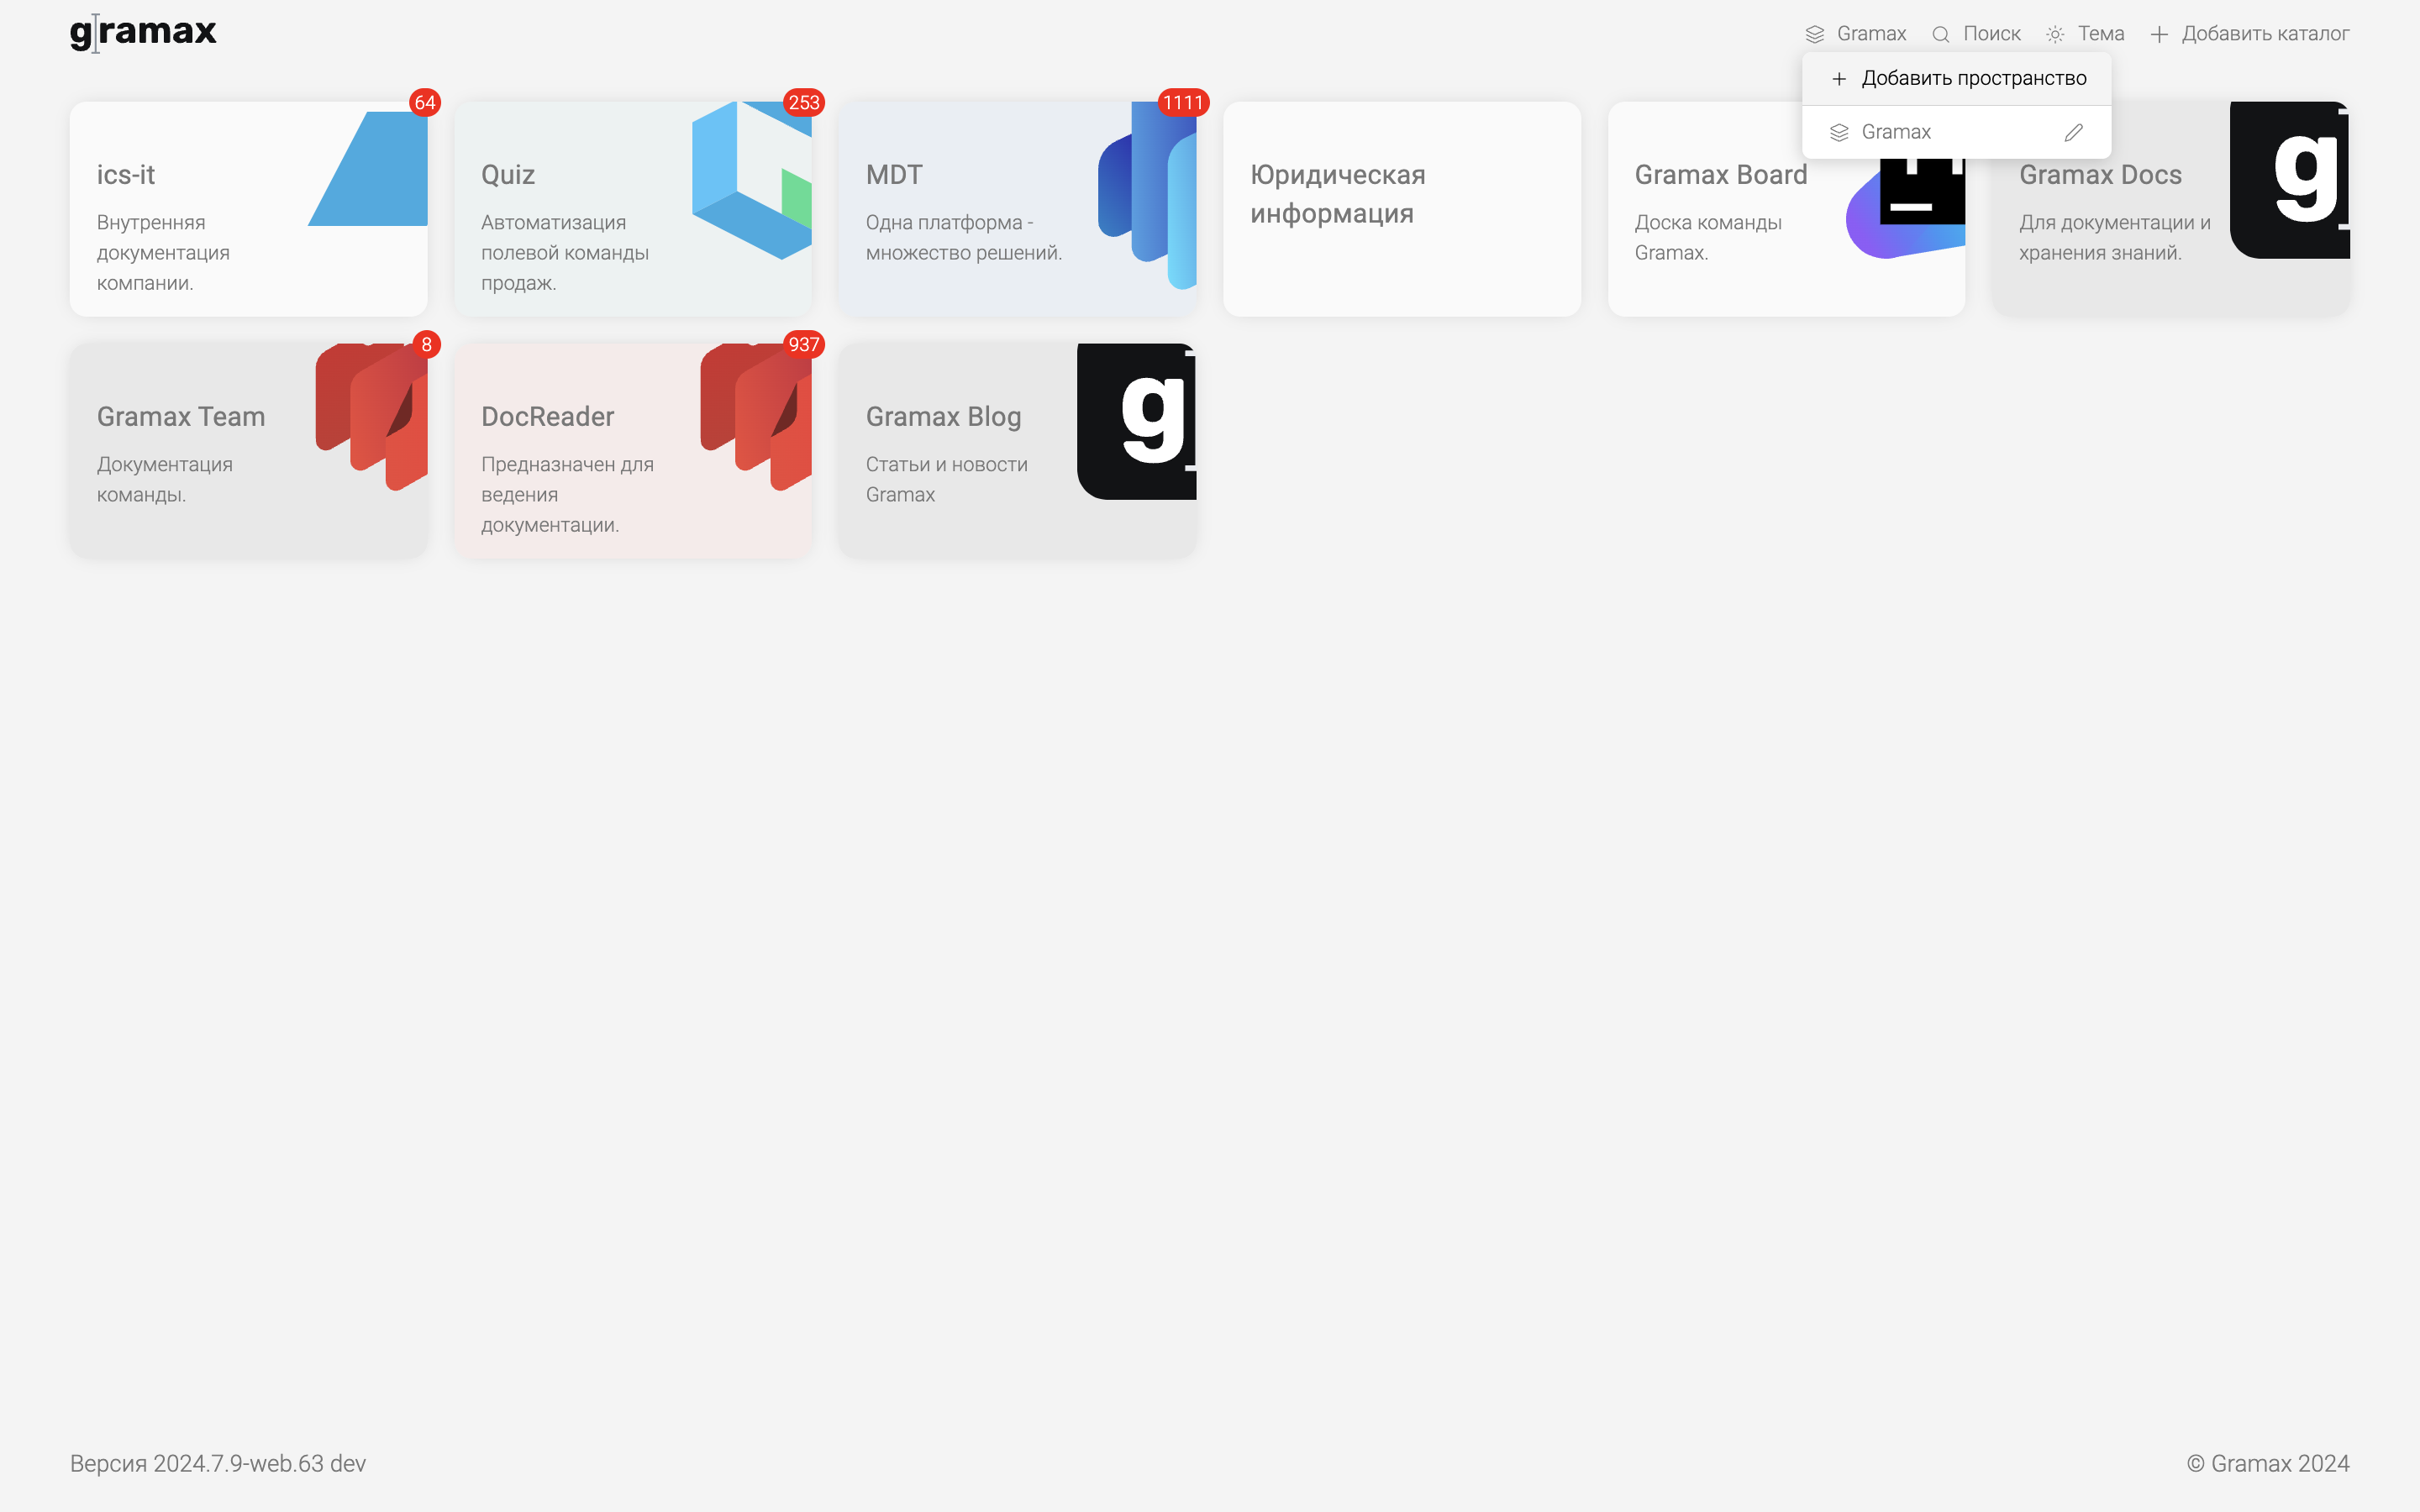 gramax
Gramax
Поиск
Тема
Добавить каталог
Добавить пространство
Gramax
64
ics-it
Внутренняя
документация
компании.
253
Quiz
Автоматизация
полевой команды
продаж.
1111
MDT
Одна платформа -
множество решений.
Юридическая
информация
Gramax Board
Доска команды
Gramax.
Gramax Docs
Для документации и
хранения знаний.
g
8
Gramax Team
Документация
команды.
937
DocReader
Предназначен для
ведения
документации.
Gramax Blog
Статьи и новости
Gramax
g
Версия 2024.7.9-web.63 dev
© Gramax 2024